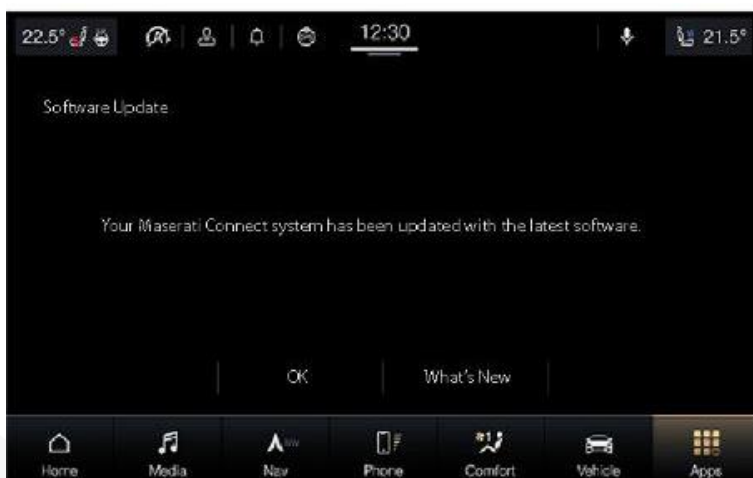 22.5° 12:30 21.5°
Software Update
Your Maserati Connect system has been updated with the latest software.
OK What's New
Home Media Nav Phone Comfort Vehicle Apps